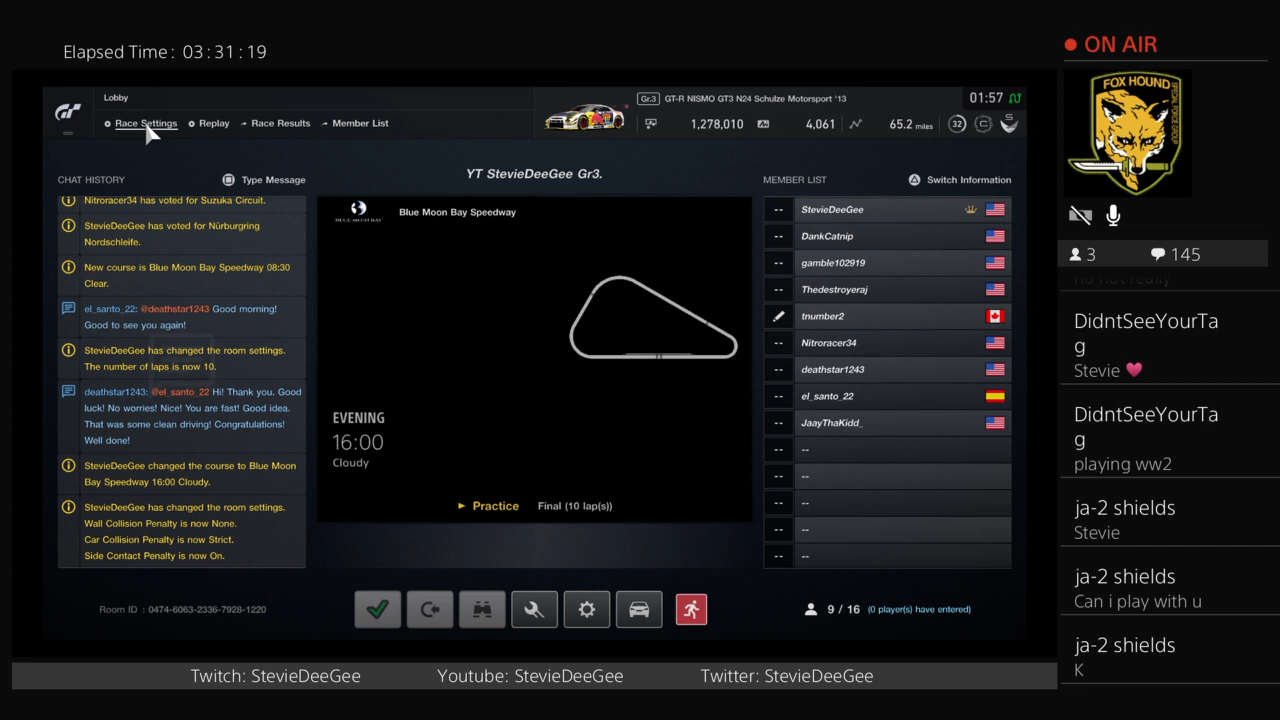 Elapsed Time: 03:31:19
ON AIR
FOX HOUND
SPECIAL FORCE GROUP
3
145
no not really
DidntSeeYourTa
g
Stevie
DidntSeeYourTa
g
playing ww2
ja-2 shields
Stevie
ja-2 shields
Can i play with u
ja-2 shields
K
Lobby
Race Settings
Replay
Race Results
Member List
Gr.3
GT-R NISMO GT3 N24 Schulze Motorsport '13
01:57
1,278,010
4,061
65.2 miles
32
C
S
CHAT HISTORY
Type Message
Nitroracer34 has voted for Suzuka Circuit.
StevieDeeGee has voted for Nürburgring
Nordschleife.
New course is Blue Moon Bay Speedway 08:30
Clear.
el_santo_22: @deathstar1243 Good morning!
Good to see you again!
StevieDeeGee has changed the room settings.
The number of laps is now 10.
deathstar1243: @el_santo_22 Hi! Thank you. Good
luck! No worries! Nice! You are fast! Good idea.
That was some clean driving! Congratulations!
Well done!
StevieDeeGee changed the course to Blue Moon
Bay Speedway 16:00 Cloudy.
StevieDeeGee has changed the room settings.
Wall Collision Penalty is now None.
Car Collision Penalty is now Strict.
Side Contact Penalty is now On.
YT StevieDeeGee Gr3.
BLUE MOON BAY
Blue Moon Bay Speedway
EVENING
16:00
Cloudy
Practice
Final (10 lap(s))
MEMBER LIST
Switch Information
-- StevieDeeGee
-- DankCatnip
-- gamble102919
-- Thedestroyeraj
tnumber2
-- Nitroracer34
-- deathstar1243
-- el_santo_22
-- JaayThaKidd_
-- --
-- --
-- --
-- --
-- --
Room ID : 0474-6063-2336-7928-1220
9 / 16
(0 player(s) have entered)
Twitch: StevieDeeGee
Youtube: StevieDeeGee
Twitter: StevieDeeGee